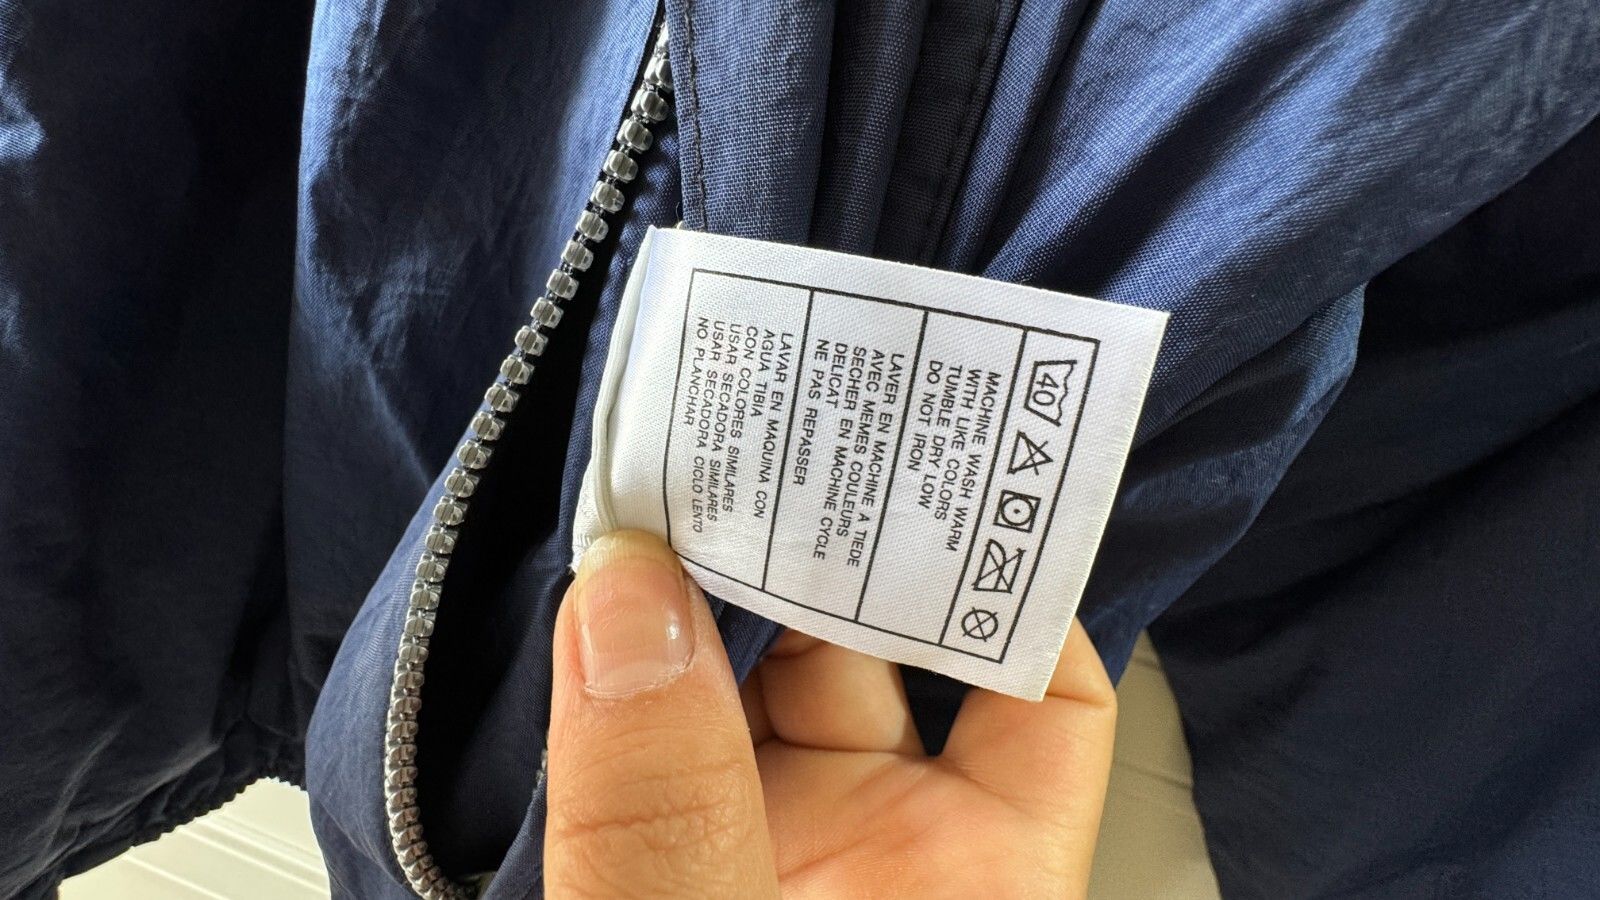 40
MACHINE WASH WARM
WITH LIKE COLORS
TUMBLE DRY LOW
DO NOT IRON
LAVER EN MACHINE A TIEDE
AVEC MEMES COULEURS
SECHER EN MACHINE CYCLE
DELICAT
NE PAS REPASSER
LAVAR EN MAQUINA CON
AGUA TIBIA
CON COLORES SIMILARES
USAR SECADORA SIMILARES
USAR SECADORA CICLO LENTO
NO PLANCHAR